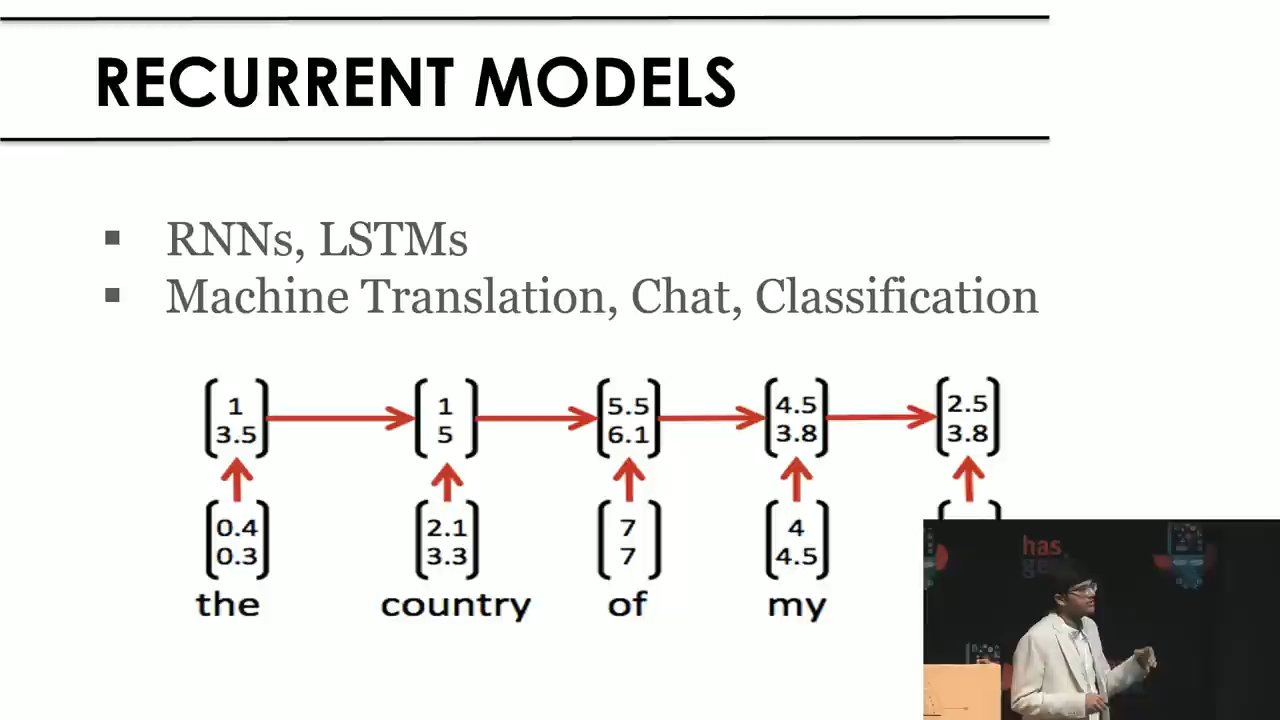 RECURRENT MODELS
RNNs, LSTMs
Machine Translation, Chat, Classification
1 1 5.5 4.5 2.5
3.5 5 6.1 3.8 3.8
0.4 2.1 7 4
0.3 3.3 7 4.5
the country of my
has